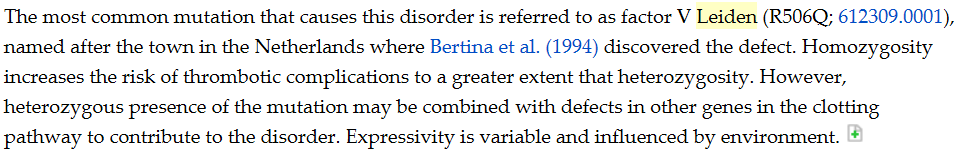 The most common mutation that causes this disorder is referred to as factor V Leiden (R506Q; 612309.0001),
named after the town in the Netherlands where Bertina et al. (1994) discovered the defect. Homozygosity
increases the risk of thrombotic complications to a greater extent that heterozygosity. However,
heterozygous presence of the mutation may be combined with defects in other genes in the clotting
pathway to contribute to the disorder. Expressivity is variable and influenced by environment.